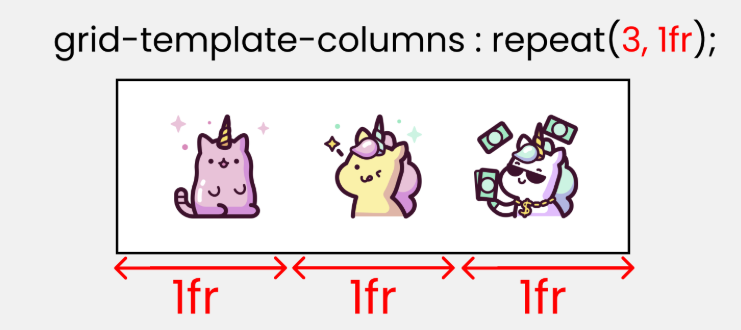 grid-template-columns : repeat(3, 1fr);
$
1fr 1fr 1fr